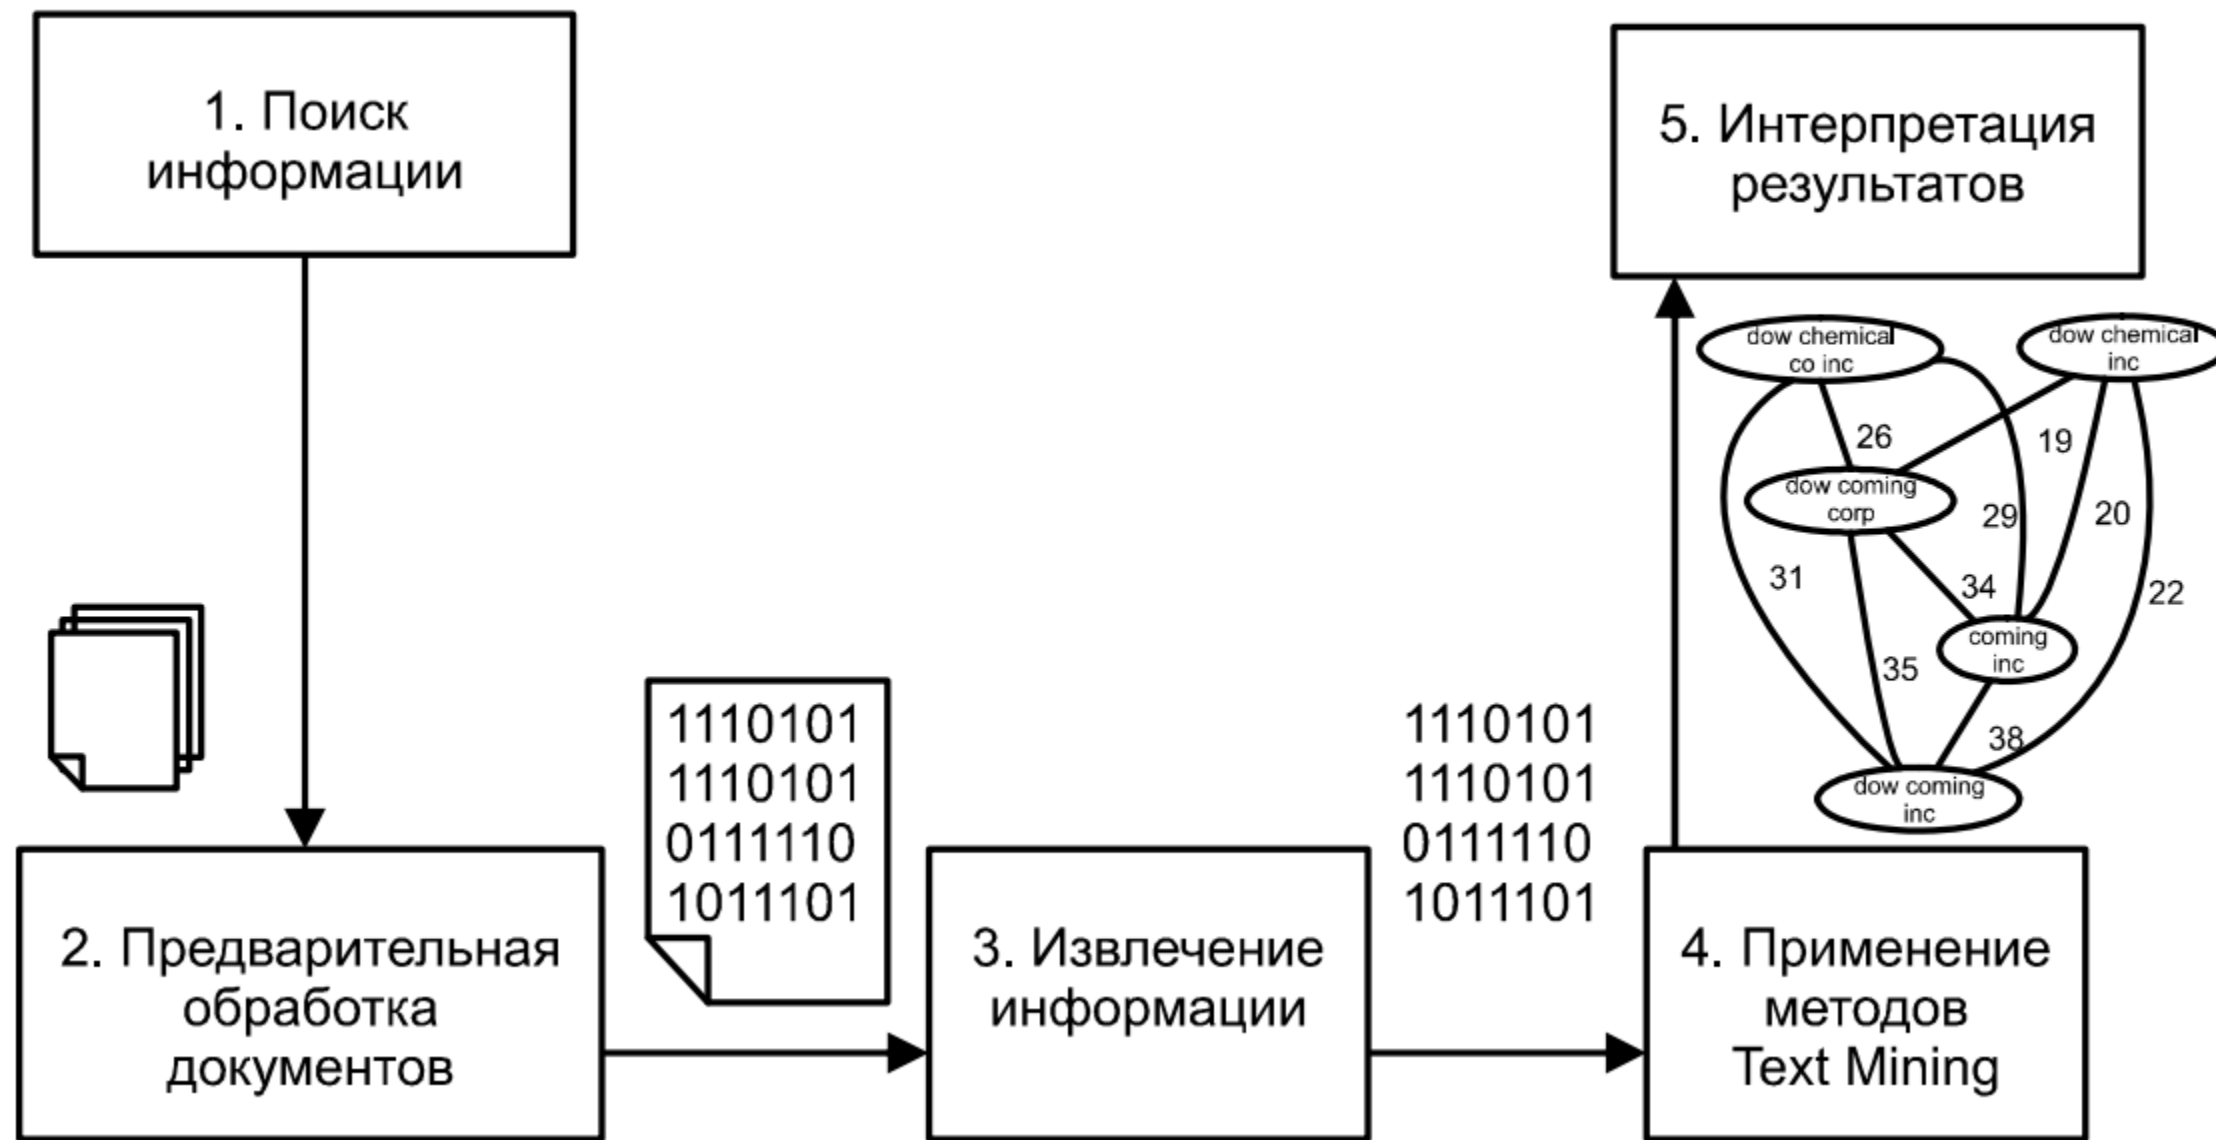 1. Поиск
информации
5. Интерпретация
результатов
dow chemical
co inc
dow chemical
inc
26
19
dow coming
corp
29
20
31
34
22
coming
inc
35
38
dow coming
inc
1110101
1110101
0111110
1011101
1110101
1110101
0111110
1011101
2. Предварительная
обработка
документов
3. Извлечение
информации
4. Применение
методов
Text Mining